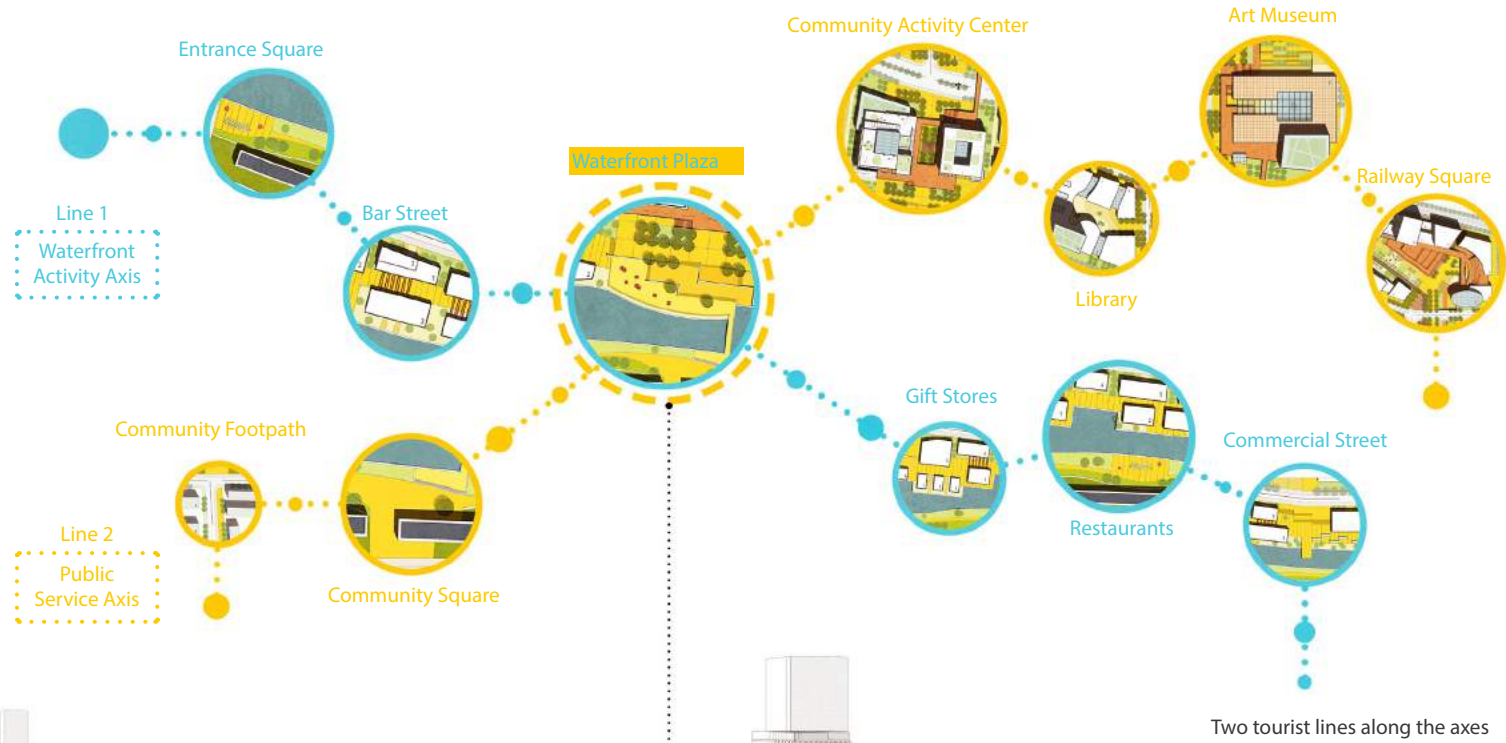 Entrance Square
Line 1
Waterfront
Activity Axis
Bar Street
Waterfront Plaza
Community Activity Center
Art Museum
Library
Railway Square
Community Footpath
Line 2
Public
Service Axis
Community Square
Gift Stores
Restaurants
Commercial Street
Two tourist lines along the axes